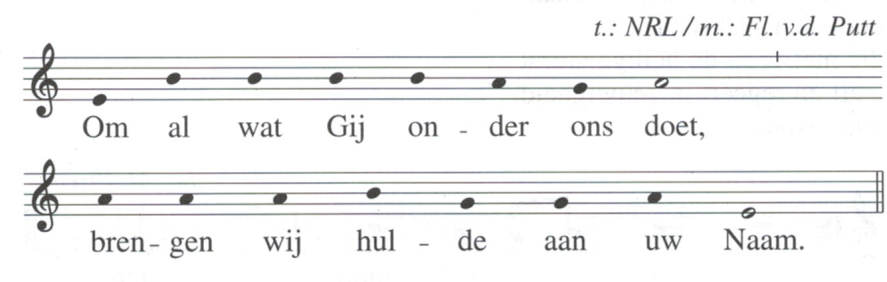 t.: NRL / m.: Fl. v.d. Putt
Om al wat Gij on - der ons doet,
bren - gen wij hul - de aan uw Naam.